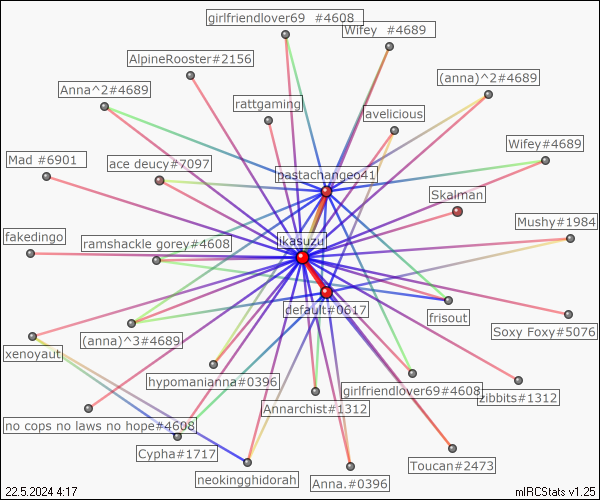 girlfriendlover69 #4608
Wifey #4689
AlpineRooster#2156
(anna)^2#4689
Anna^2#4689
rattgaming
avelicious
Wifey#4689
Mad #6901
ace deucy#7097
pastachangeo41
Skalman
Mushy#1984
fakedingo
ramshackle gorey#4608
ikasuzu
default#0617
frisout
Soxy Foxy#5076
xenoyaut
(anna)^3#4689
hypomanianna#0396
girlfriendlover69#4608
zibbits#1312
Annarchist#1312
no cops no laws no hope#4608
Cypha#1717
Toucan#2473
neokingghidorah
Anna.#0396
22.5.2024 4:17
mIRCStats v1.25